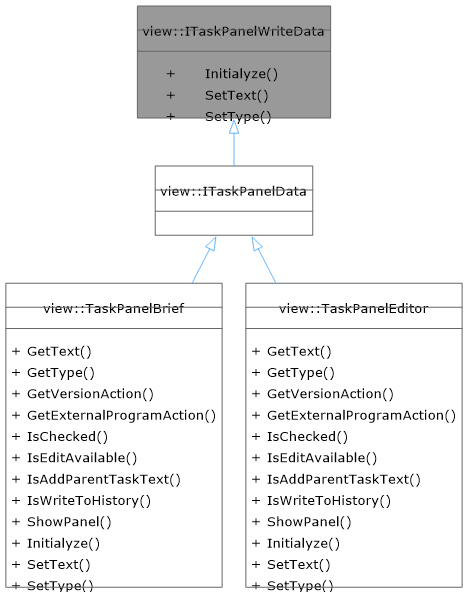 view::ITaskPanelWriteData
+ Initialyze()
+ SetText()
+ SetType()
view::ITaskPanelData
view::TaskPanelBrief
+ GetText()
+ GetType()
+ GetVersionAction()
+ GetExternalProgramAction()
+ IsChecked()
+ IsEditAvailable()
+ IsAddParentTaskText()
+ IsWriteToHistory()
+ ShowPanel()
+ Initialyze()
+ SetText()
+ SetType()
view::TaskPanelEditor
+ GetText()
+ GetType()
+ GetVersionAction()
+ GetExternalProgramAction()
+ IsChecked()
+ IsEditAvailable()
+ IsAddParentTaskText()
+ IsWriteToHistory()
+ ShowPanel()
+ Initialyze()
+ SetText()
+ SetType()